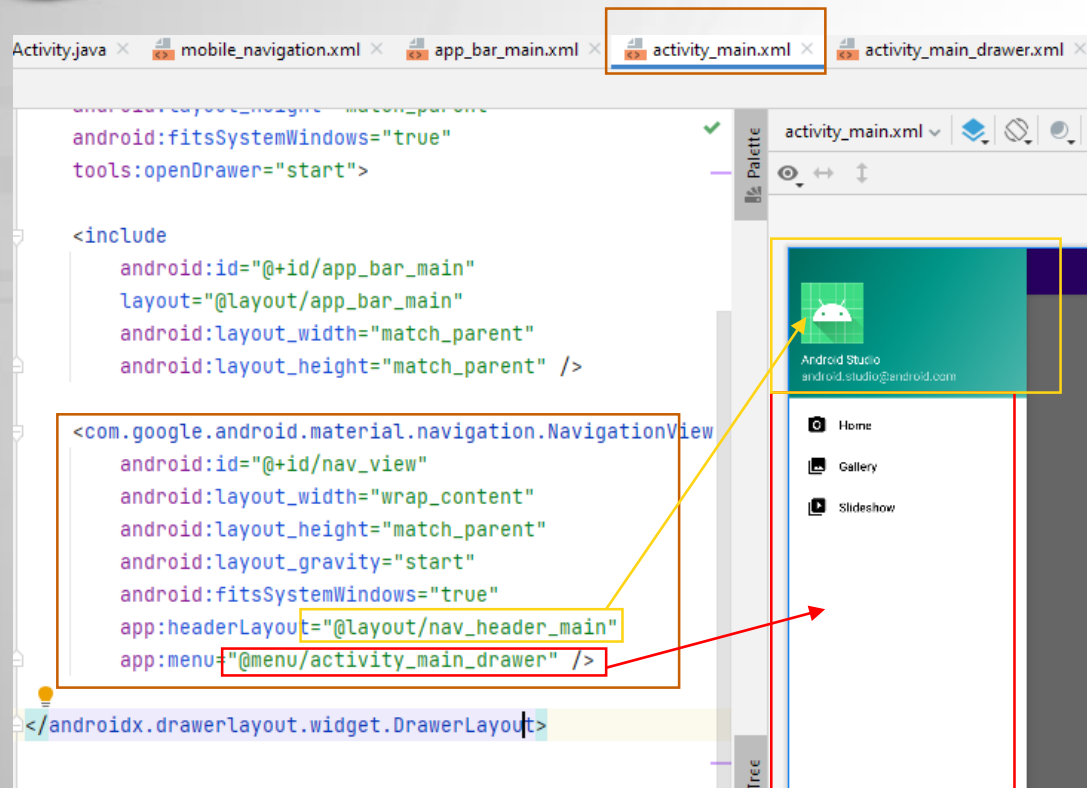 Activity.java
mobile_navigation.xml
app_bar_main.xml
activity_main.xml
activity_main_drawer.xml
android:layout_height="match_parent"
android:fitsSystemWindows="true"
tools:openDrawer="start">
<include
android:id="@+id/app_bar_main"
layout="@layout/app_bar_main"
android:layout_width="match_parent"
android:layout_height="match_parent" />
<com.google.android.material.navigation.NavigationView
android:id="@+id/nav_view"
android:layout_width="wrap_content"
android:layout_height="match_parent"
android:layout_gravity="start"
android:fitsSystemWindows="true"
app:headerLayout="@layout/nav_header_main"
app:menu="@menu/activity_main_drawer" />
</androidx.drawerlayout.widget.DrawerLayout>
Palette
Tree
activity_main.xml
Android Studio
android.studio@android.com
Home
Gallery
Slideshow